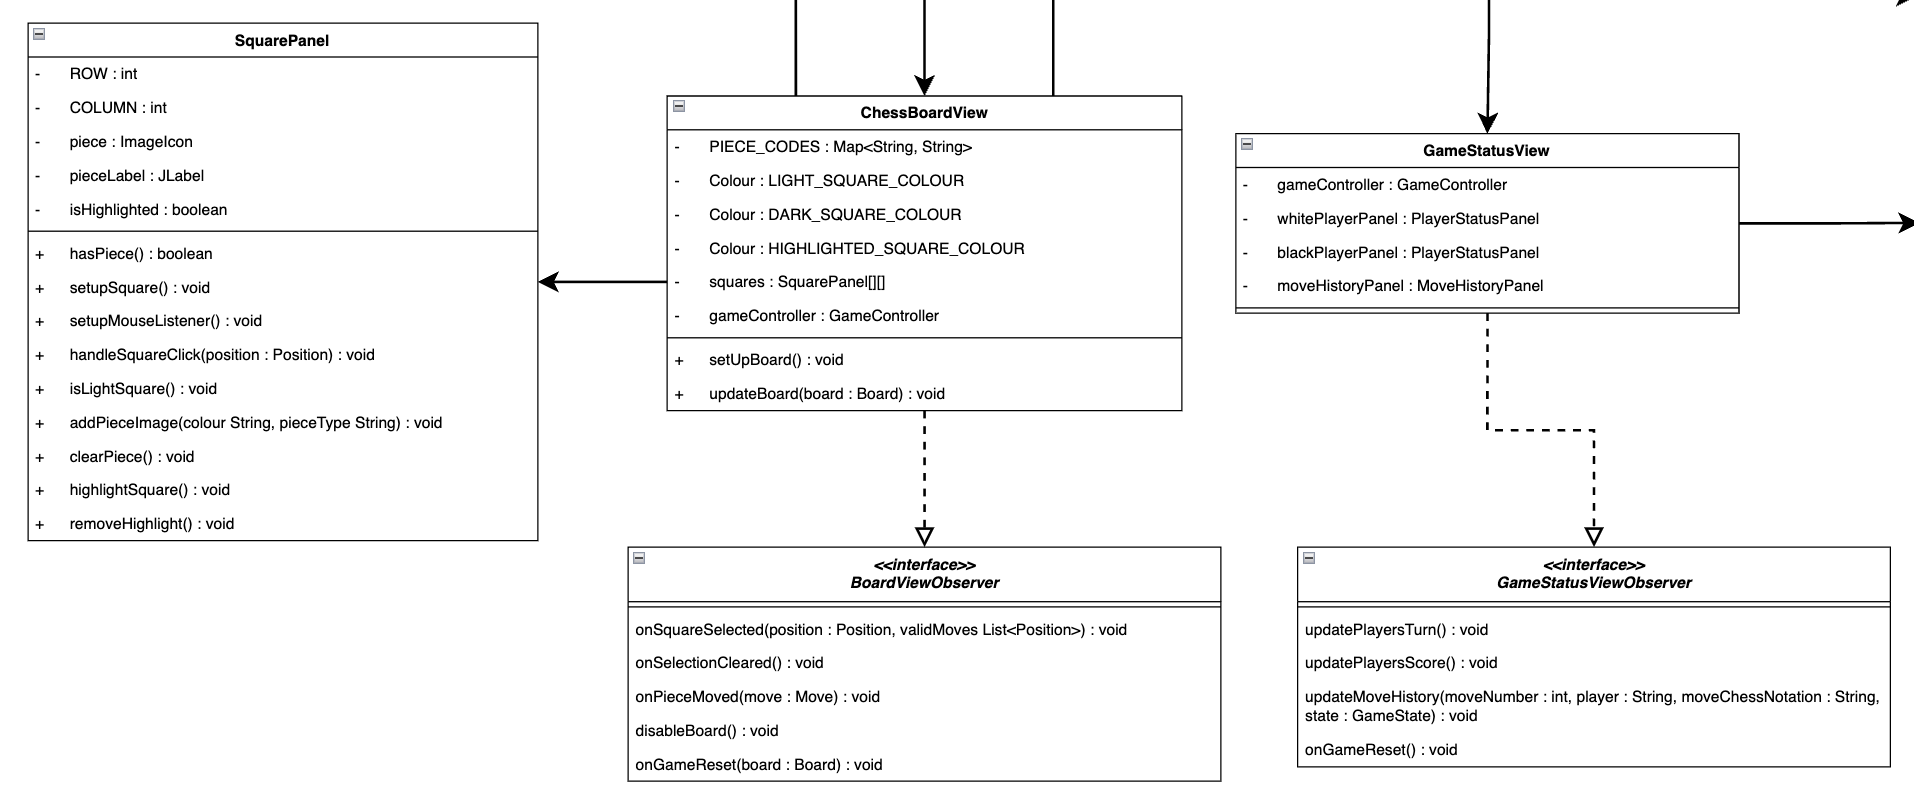 SquarePanel
- ROW : int
- COLUMN : int
- piece : ImageIcon
- pieceLabel : JLabel
- isHighlighted : boolean
+ hasPiece() : boolean
+ setupSquare() : void
+ setupMouseListener() : void
+ handleSquareClick(position : Position) : void
+ isLightSquare() : void
+ addPieceImage(colour String, pieceType String) : void
+ clearPiece() : void
+ highlightSquare() : void
+ removeHighlight() : void
ChessBoardView
- PIECE_CODES : Map<String, String>
- Colour : LIGHT_SQUARE_COLOUR
- Colour : DARK_SQUARE_COLOUR
- Colour : HIGHLIGHTED_SQUARE_COLOUR
- squares : SquarePanel[][]
- gameController : GameController
+ setUpBoard() : void
+ updateBoard(board : Board) : void
GameStatusView
- gameController : GameController
- whitePlayerPanel : PlayerStatusPanel
- blackPlayerPanel : PlayerStatusPanel
- moveHistoryPanel : MoveHistoryPanel
<<interface>>
BoardViewObserver
onSquareSelected(position : Position, validMoves List<Position>) : void
onSelectionCleared() : void
onPieceMoved(move : Move) : void
disableBoard() : void
onGameReset(board : Board) : void
<<interface>>
GameStatusViewObserver
updatePlayersTurn() : void
updatePlayersScore() : void
updateMoveHistory(moveNumber : int, player : String, moveChessNotation : String,
state : GameState) : void
onGameReset() : void